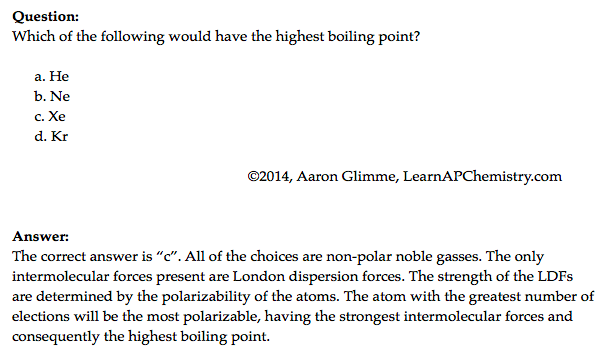 Question:
Which of the following would have the highest boiling point?
a. He
b. Ne
c. Xe
d. Kr
©2014, Aaron Glimme, LearnAPChemistry.com
Answer:
The correct answer is “c”. All of the choices are non-polar noble gasses. The only
intermolecular forces present are London dispersion forces. The strength of the LDFs
are determined by the polarizability of the atoms. The atom with the greatest number of
elections will be the most polarizable, having the strongest intermolecular forces and
consequently the highest boiling point.